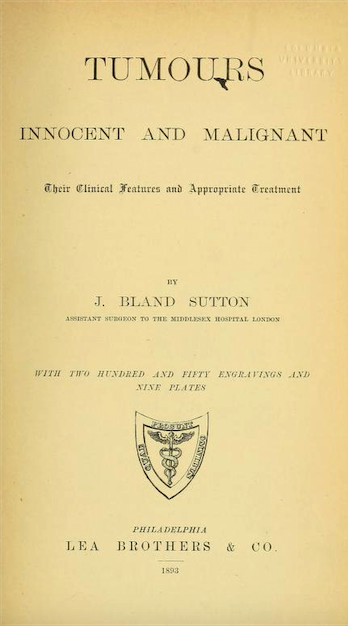 COLUMBIA
UNIVERSITY
LIBRARY
TUMOURS
INNOCENT AND MALIGNANT
Their Clinical Features and Appropriate Treatment
BY
J. BLAND SUTTON
ASSISTANT SURGEON TO THE MIDDLESEX HOSPITAL LONDON
WITH TWO HUNDRED AND FIFTY ENGRAVINGS AND
NINE PLATES
PROSUNT
PHILADELPHIA
LEA BROTHERS & CO.
1893